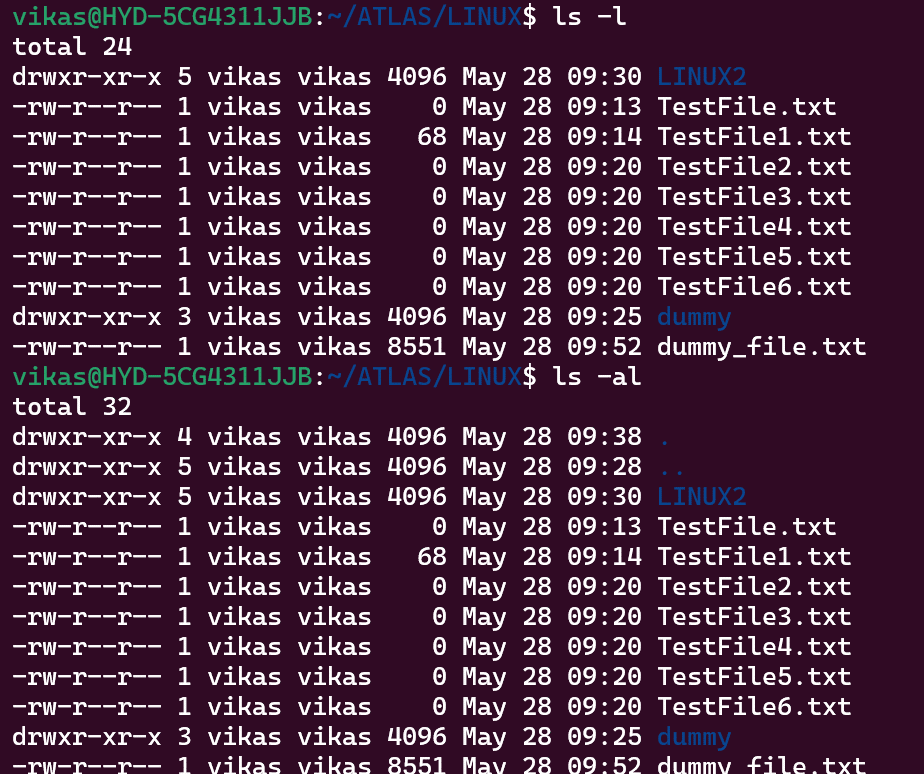 vikas@HYD-5CG4311JJB:~/ATLAS/LINUX$ ls -l
total 24
drwxr-xr-x 5 vikas vikas 4096 May 28 09:30 LINUX2
-rw-r--r-- 1 vikas vikas    0 May 28 09:13 TestFile.txt
-rw-r--r-- 1 vikas vikas   68 May 28 09:14 TestFile1.txt
-rw-r--r-- 1 vikas vikas    0 May 28 09:20 TestFile2.txt
-rw-r--r-- 1 vikas vikas    0 May 28 09:20 TestFile3.txt
-rw-r--r-- 1 vikas vikas    0 May 28 09:20 TestFile4.txt
-rw-r--r-- 1 vikas vikas    0 May 28 09:20 TestFile5.txt
-rw-r--r-- 1 vikas vikas    0 May 28 09:20 TestFile6.txt
drwxr-xr-x 3 vikas vikas 4096 May 28 09:25 dummy
-rw-r--r-- 1 vikas vikas 8551 May 28 09:52 dummy_file.txt
vikas@HYD-5CG4311JJB:~/ATLAS/LINUX$ ls -al
total 32
drwxr-xr-x 4 vikas vikas 4096 May 28 09:38 .
drwxr-xr-x 5 vikas vikas 4096 May 28 09:28 ..
drwxr-xr-x 5 vikas vikas 4096 May 28 09:30 LINUX2
-rw-r--r-- 1 vikas vikas    0 May 28 09:13 TestFile.txt
-rw-r--r-- 1 vikas vikas   68 May 28 09:14 TestFile1.txt
-rw-r--r-- 1 vikas vikas    0 May 28 09:20 TestFile2.txt
-rw-r--r-- 1 vikas vikas    0 May 28 09:20 TestFile3.txt
-rw-r--r-- 1 vikas vikas    0 May 28 09:20 TestFile4.txt
-rw-r--r-- 1 vikas vikas    0 May 28 09:20 TestFile5.txt
-rw-r--r-- 1 vikas vikas    0 May 28 09:20 TestFile6.txt
drwxr-xr-x 3 vikas vikas 4096 May 28 09:25 dummy
-rw-r--r-- 1 vikas vikas 8551 May 28 09:52 dummy_file.txt